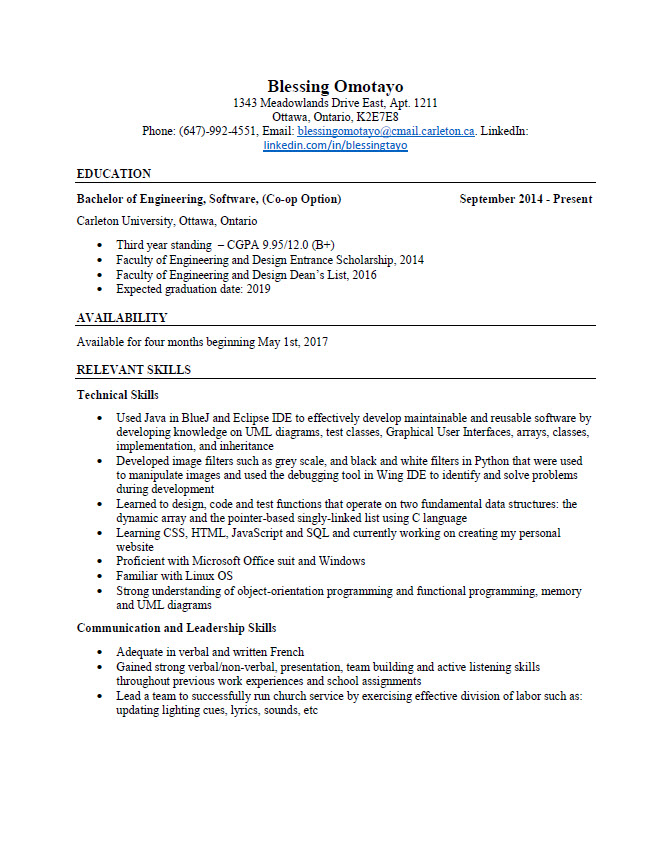 Blessing Omotayo
1343 Meadowlands Drive East, Apt. 1211
Ottawa, Ontario, K2E7E8
Phone: (647)-992-4551, Email: blessingomotayo@cmail.carleton.ca. LinkedIn:
linkedin.com/in/blessingtayo
EDUCATION
Bachelor of Engineering, Software, (Co-op Option) September 2014 - Present
Carleton University, Ottawa, Ontario
• Third year standing – CGPA 9.95/12.0 (B+)
• Faculty of Engineering and Design Entrance Scholarship, 2014
• Faculty of Engineering and Design Dean's List, 2016
• Expected graduation date: 2019
AVAILABILITY
Available for four months beginning May 1st, 2017
RELEVANT SKILLS
Technical Skills
• Used Java in BlueJ and Eclipse IDE to effectively develop maintainable and reusable software by
developing knowledge on UML diagrams, test classes, Graphical User Interfaces, arrays, classes,
implementation, and inheritance
• Developed image filters such as grey scale, and black and white filters in Python that were used
to manipulate images and used the debugging tool in Wing IDE to identify and solve problems
during development
• Learned to design, code and test functions that operate on two fundamental data structures: the
dynamic array and the pointer-based singly-linked list using C language
• Learning CSS, HTML, JavaScript and SQL and currently working on creating my personal
website
• Proficient with Microsoft Office suit and Windows
• Familiar with Linux OS
• Strong understanding of object-orientation programming and functional programming, memory
and UML diagrams
Communication and Leadership Skills
• Adequate in verbal and written French
• Gained strong verbal/non-verbal, presentation, team building and active listening skills
throughout previous work experiences and school assignments
• Lead a team to successfully run church service by exercising effective division of labor such as:
updating lighting cues, lyrics, sounds, etc